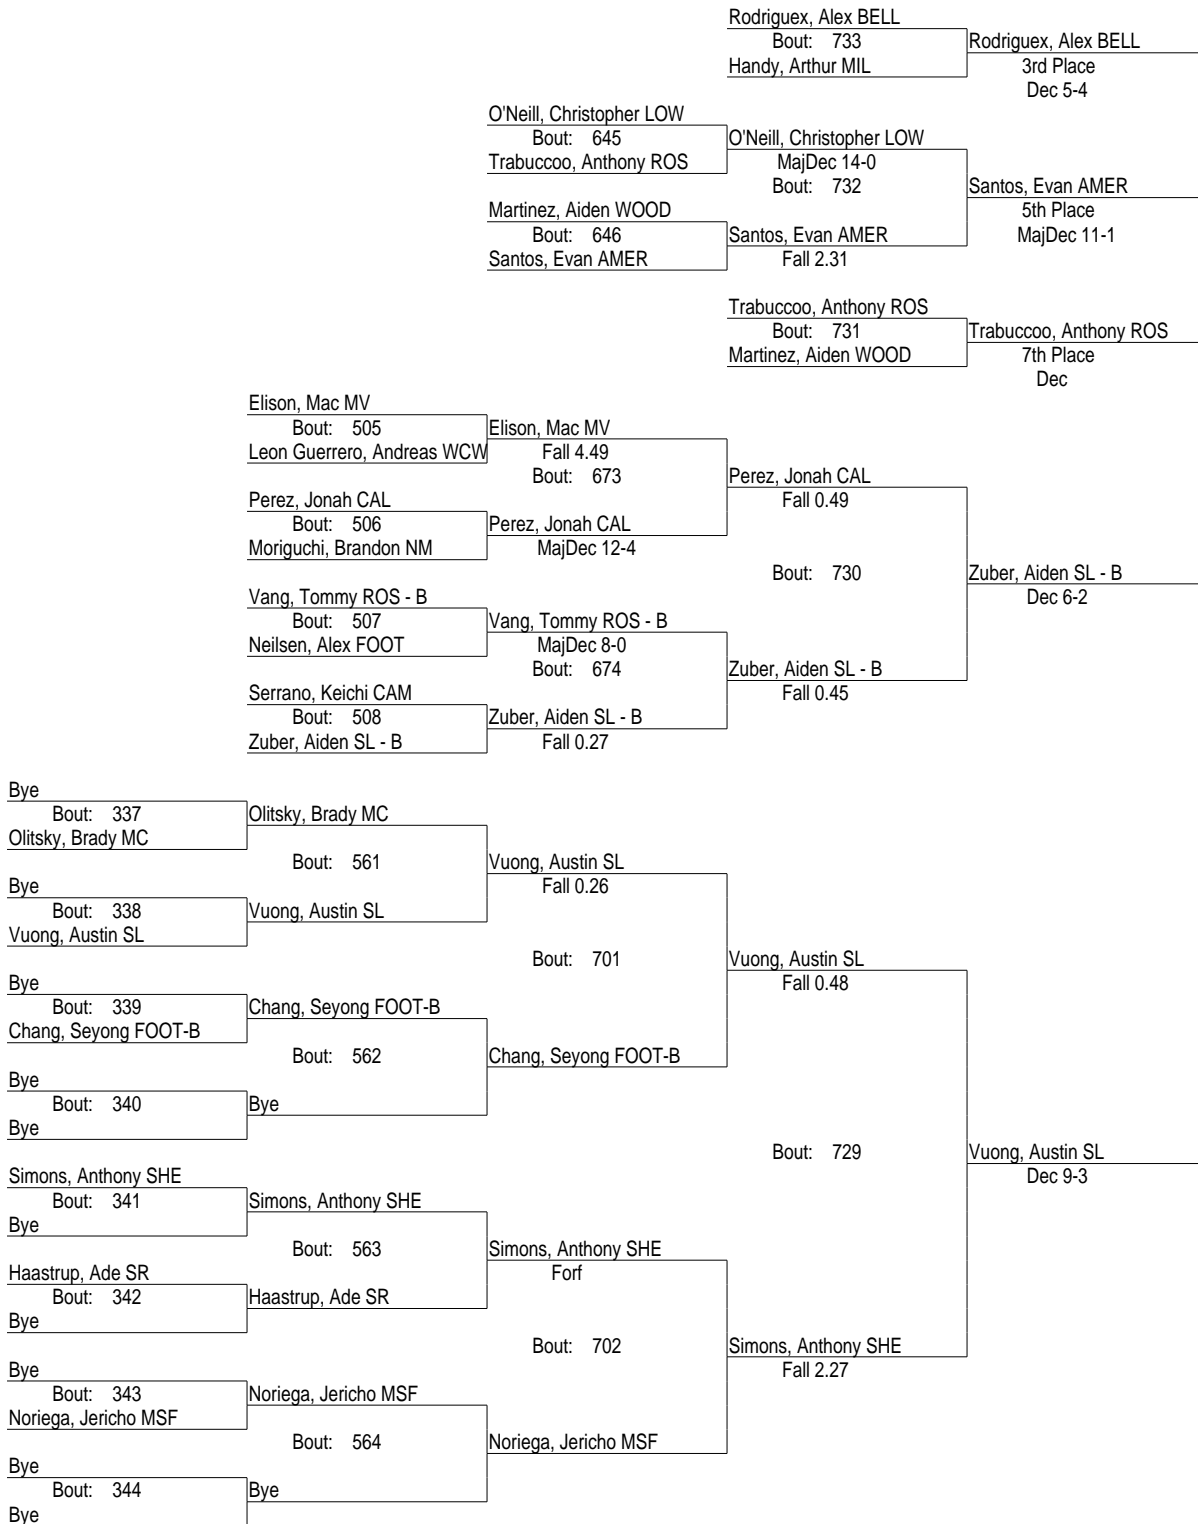 Rodriguex, Alex BELL
Bout: 733
Rodriguex, Alex BELL
Handy, Arthur MIL
3rd Place
Dec 5-4
O'Neill, Christopher LOW
Bout: 645
O'Neill, Christopher LOW
Trabuccoo, Anthony ROS
MajDec 14-0
Bout: 732
Santos, Evan AMER
Martinez, Aiden WOOD
5th Place
Bout: 646
Santos, Evan AMER
MajDec 11-1
Santos, Evan AMER
Fall 2.31
Trabuccoo, Anthony ROS
Bout: 731
Trabuccoo, Anthony ROS
Martinez, Aiden WOOD
7th Place
Dec
Elison, Mac MV
Bout: 505
Elison, Mac MV
Leon Guerrero, Andreas WCW
Fall 4.49
Bout: 673
Perez, Jonah CAL
Perez, Jonah CAL
Fall 0.49
Bout: 506
Perez, Jonah CAL
Moriguchi, Brandon NM
MajDec 12-4
Bout: 730
Zuber, Aiden SL - B
Vang, Tommy ROS - B
Dec 6-2
Bout: 507
Vang, Tommy ROS - B
Neilsen, Alex FOOT
MajDec 8-0
Bout: 674
Zuber, Aiden SL - B
Serrano, Keichi CAM
Fall 0.45
Bout: 508
Zuber, Aiden SL - B
Zuber, Aiden SL - B
Fall 0.27
Bye
Bout: 337
Olitsky, Brady MC
Olitsky, Brady MC
Bout: 561
Vuong, Austin SL
Bye
Fall 0.26
Bout: 338
Vuong, Austin SL
Vuong, Austin SL
Bout: 701
Vuong, Austin SL
Bye
Fall 0.48
Bout: 339
Chang, Seyong FOOT-B
Chang, Seyong FOOT-B
Bout: 562
Chang, Seyong FOOT-B
Bye
Bout: 340
Bye
Bye
Bout: 729
Vuong, Austin SL
Simons, Anthony SHE
Dec 9-3
Bout: 341
Simons, Anthony SHE
Bye
Bout: 563
Simons, Anthony SHE
Haastrup, Ade SR
Forf
Bout: 342
Haastrup, Ade SR
Bye
Bout: 702
Simons, Anthony SHE
Bye
Fall 2.27
Bout: 343
Noriega, Jericho MSF
Noriega, Jericho MSF
Bout: 564
Noriega, Jericho MSF
Bye
Bout: 344
Bye
Bye